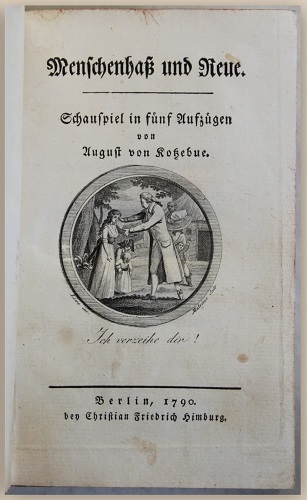 Menschenhaß und Reue.
Schauspiel in fünf Aufzügen
von
August von Kotzebue.
Ich verzeihe dir!
Berlin, 1790.
bey Christian Friedrich Himburg.